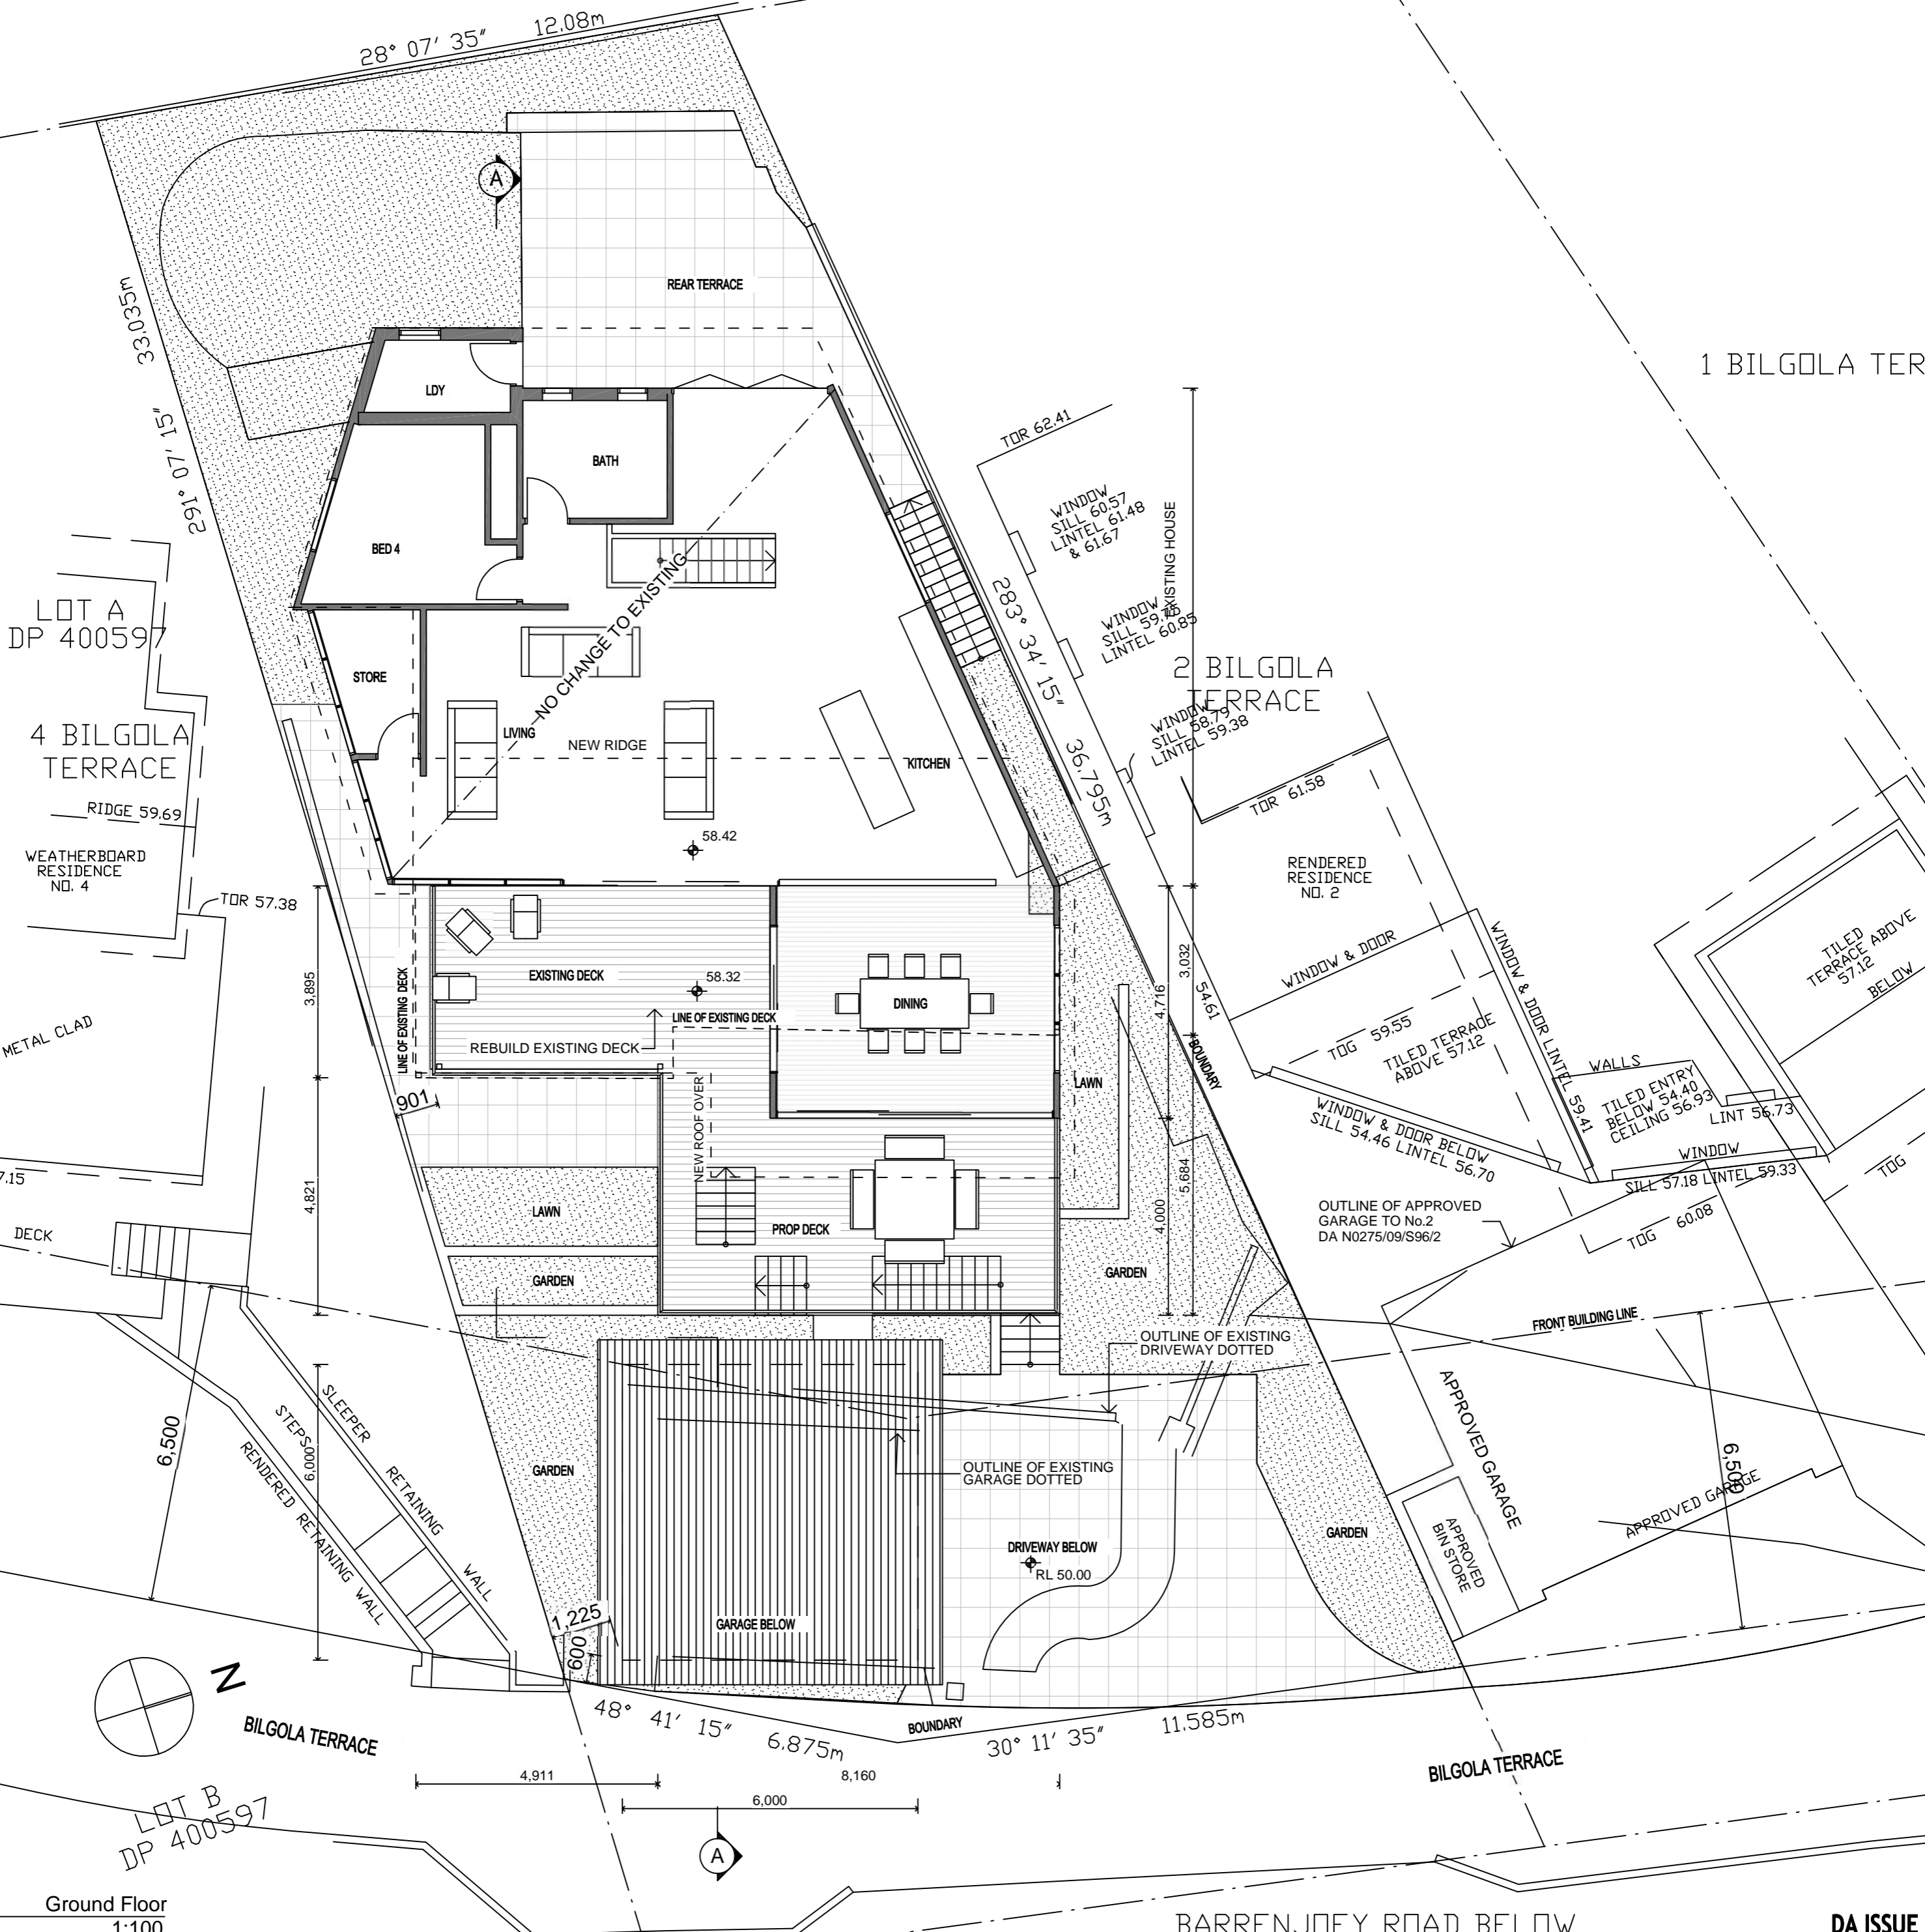 28° 07′ 35″ 12.08m
A
REAR TERRACE
1 BILGOLA TER
33.035m
291° 07′ 15″
LDY
BATH
BED 4
NO CHANGE TO EXISTING
TOR 62.41
WINDOW
SILL 60.57
LINTEL 61.48
& 61.67
EXISTING HOUSE
WINDOW
SILL 59.75
LINTEL 60.85
283° 34′ 15″
36.795m
LOT A
DP 400597
2 BILGOLA
TERRACE
WINDOW
SILL 58.79
LINTEL 59.38
STORE
4 BILGOLA
TERRACE
LIVING
NEW RIDGE
KITCHEN
RIDGE 59.69
TOR 61.58
58.42
WEATHERBOARD
RESIDENCE
NO. 4
RENDERED
RESIDENCE
NO. 2
TOR 57.38
WINDOW & DOOR
WINDOW & DOOR LINTEL 59.41
TILED
TERRACE ABOVE
57.12
BELOW
3,895
LINE OF EXISTING DECK
EXISTING DECK
58.32
DINING
LINE OF EXISTING DECK
REBUILD EXISTING DECK
3,032
4,716
54.61
BOUNDARY
METAL CLAD
TOG 59.55
TILED TERRACE
ABOVE 57.12
LAWN
WALLS
TILED ENTRY
BELOW 54.40
CEILING 56.93
LINT 56.73
901
NEW ROOF OVER
WINDOW & DOOR BELOW
SILL 54.46 LINTEL 56.70
WINDOW
SILL 57.18 LINTEL 59.33
TOG
7.15
4,821
LAWN
PROP DECK
5,684
4,000
OUTLINE OF APPROVED
GARAGE TO No.2
DA N0275/09/S96/2
TOG 60.08
DECK
GARDEN
GARDEN
FRONT BUILDING LINE
OUTLINE OF EXISTING
DRIVEWAY DOTTED
6,500
SLEEPER RETAINING WALL
STEPS
RENDERED RETAINING WALL
6,000
GARDEN
OUTLINE OF EXISTING
GARAGE DOTTED
APPROVED GARAGE
6,500
APPROVED GARAGE
APPROVED
BIN STORE
GARDEN
DRIVEWAY BELOW
RL 50.00
1,225
600
GARAGE BELOW
N
BILGOLA TERRACE
48° 41′ 15″ 6.875m
BOUNDARY
30° 11′ 35″ 11.585m
BILGOLA TERRACE
4,911
8,160
6,000
LOT B
DP 400597
A
Ground Floor
1:100
BARRENJOEY ROAD BELOW
DA ISSUE